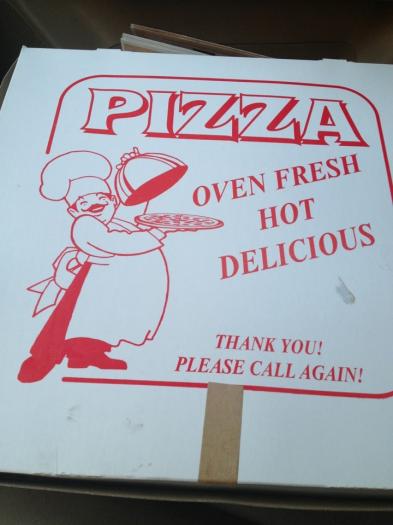 PIZZA
OVEN FRESH
HOT
DELICIOUS
THANK YOU!
PLEASE CALL AGAIN!